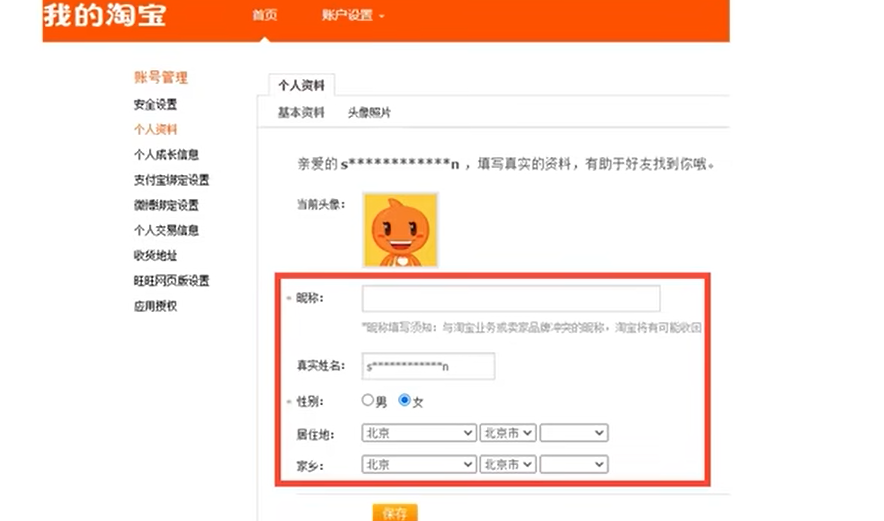 我的淘宝
首页
账户设置
账号管理
安全设置
个人资料
个人成长信息
支付宝绑定设置
微博绑定设置
个人交易信息
收货地址
旺旺网页版设置
应用授权
个人资料
基本资料 头像照片
亲爱的 s************n ，填写真实的资料，有助于好友找到你哦。
当前头像：
* 昵称：
*昵称填写须知：与淘宝业务或卖家品牌冲突的昵称，淘宝将有可能收回
真实姓名： s************n
* 性别： 男 女
居住地： 北京 北京市
家乡： 北京 北京市
保存